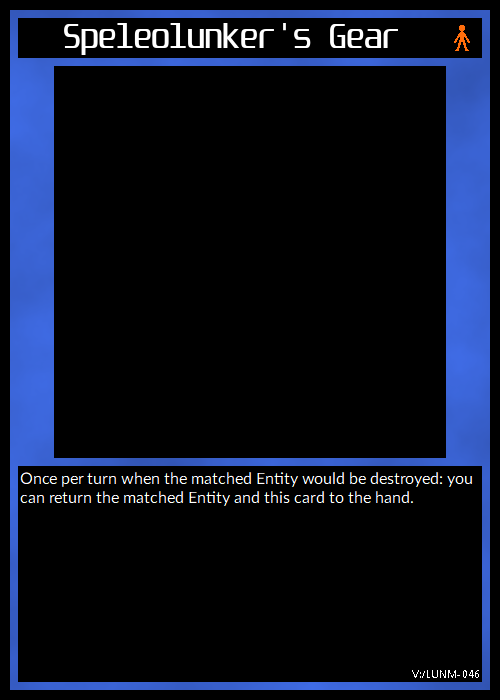 Speleolunker's Gear
Once per turn when the matched Entity would be destroyed: you
can return the matched Entity and this card to the hand.
V:/LUNM-046